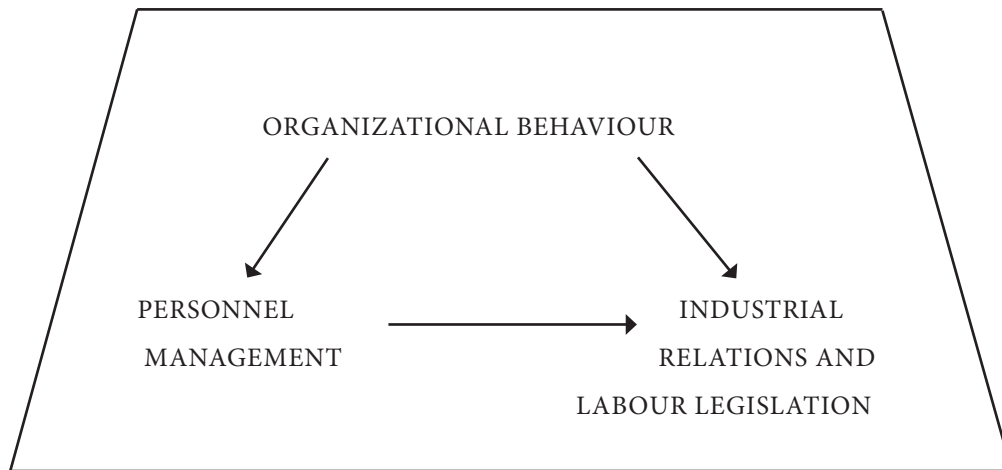 ORGANIZATIONAL BEHAVIOUR
PERSONNEL
MANAGEMENT
INDUSTRIAL
RELATIONS AND
LABOUR LEGISLATION